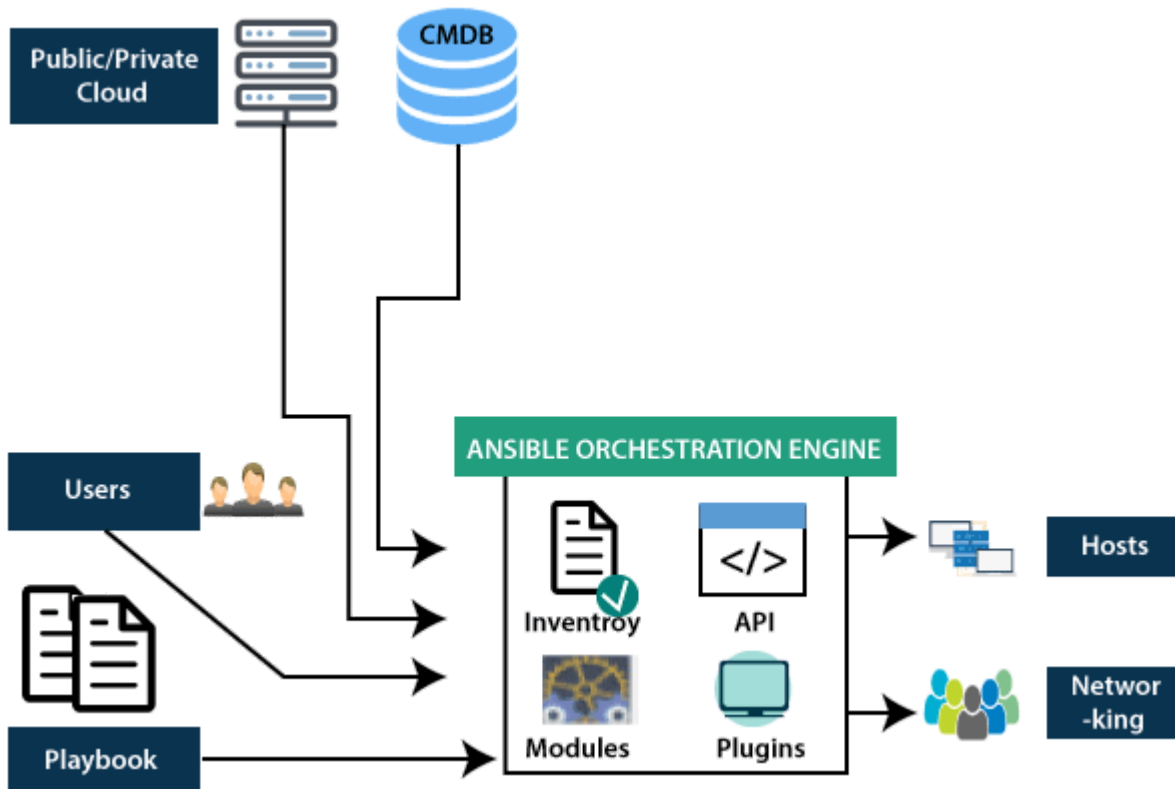 Public/Private
Cloud
CMDB
ANSIBLE ORCHESTRATION ENGINE
Users
</>
Hosts
Inventroy
API
Networ
-king
Modules
Plugins
Playbook